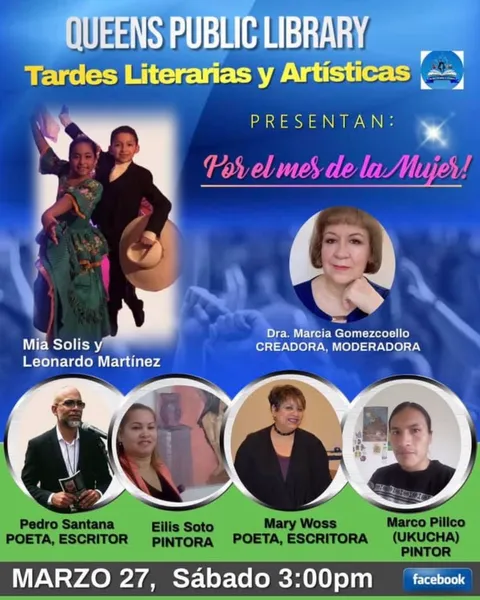 QUEENS PUBLIC LIBRARY
Tardes Literarias y Artísticas
PRESENTAN:
Por el mes de la Mujer!
Mia Solis y
Leonardo Martínez
Dra. Marcia Gomezcoello
CREADORA, MODERADORA
Pedro Santana
POETA, ESCRITOR
Eilis Soto
PINTORA
Mary Woss
POETA, ESCRITORA
Marco Pillco
(UKUCHA)
PINTOR
MARZO 27, Sábado 3:00pm
facebook